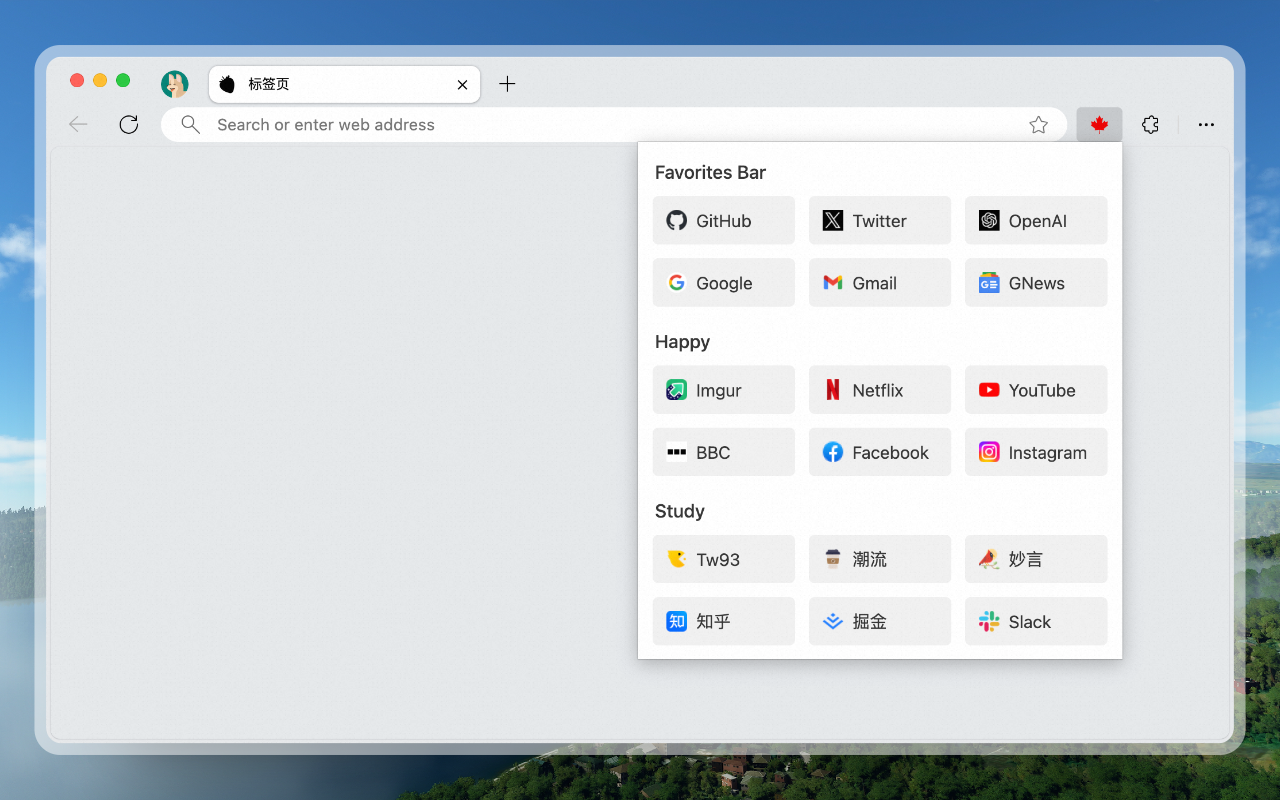 标签页
Search or enter web address
Favorites Bar
GitHub
Twitter
OpenAI
Google
Gmail
GNews
Happy
Imgur
Netflix
YouTube
BBC
Facebook
Instagram
Study
Tw93
潮流
妙言
知 知乎
掘金
Slack